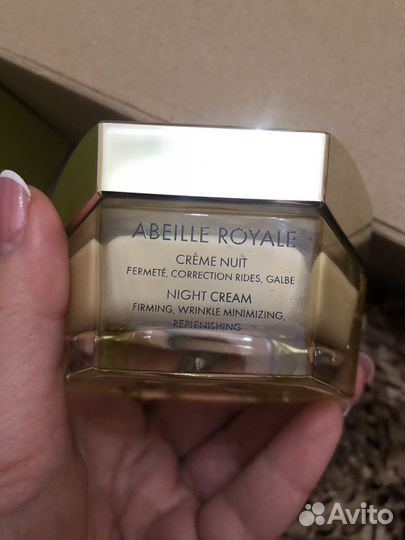 ABEILLE ROYALE
CRÈME NUIT
FERMETÉ, CORRECTION RIDES, GALBE
NIGHT CREAM
FIRMING, WRINKLE MINIMIZING,
REPLENISHING
Avito